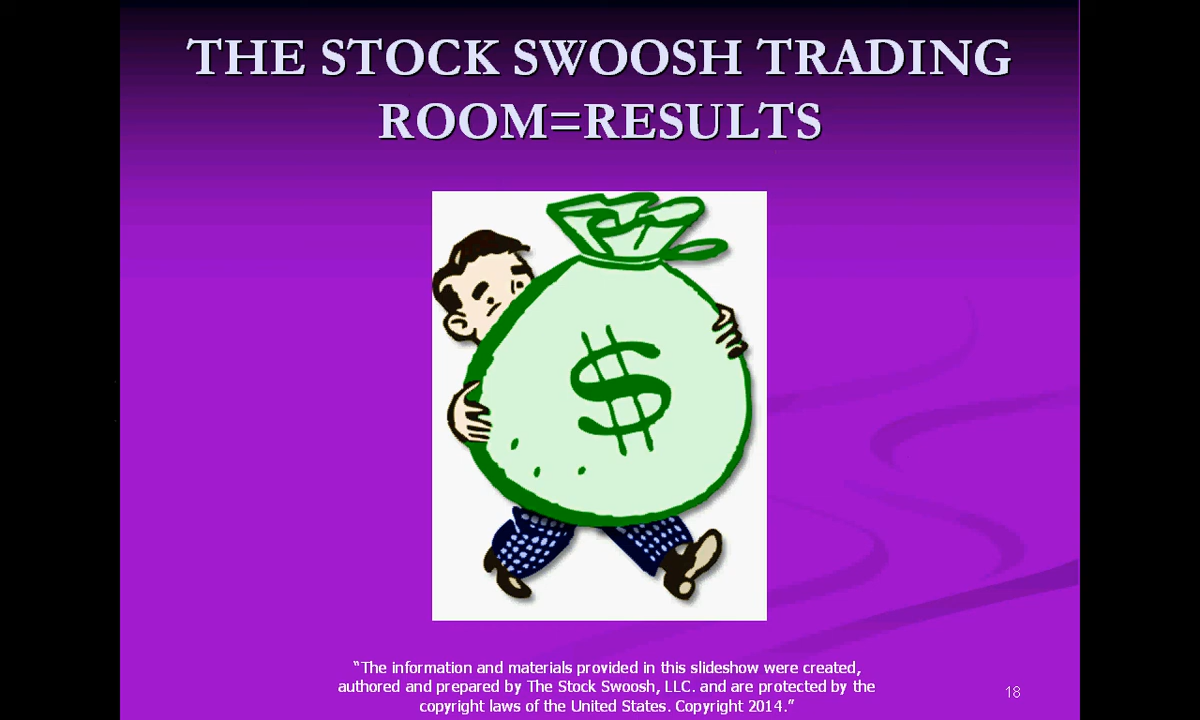 THE STOCK SWOOSH TRADING
ROOM=RESULTS
$
“The information and materials provided in this slideshow were created,
authored and prepared by The Stock Swoosh, LLC. and are protected by the
copyright laws of the United States. Copyright 2014.”
18